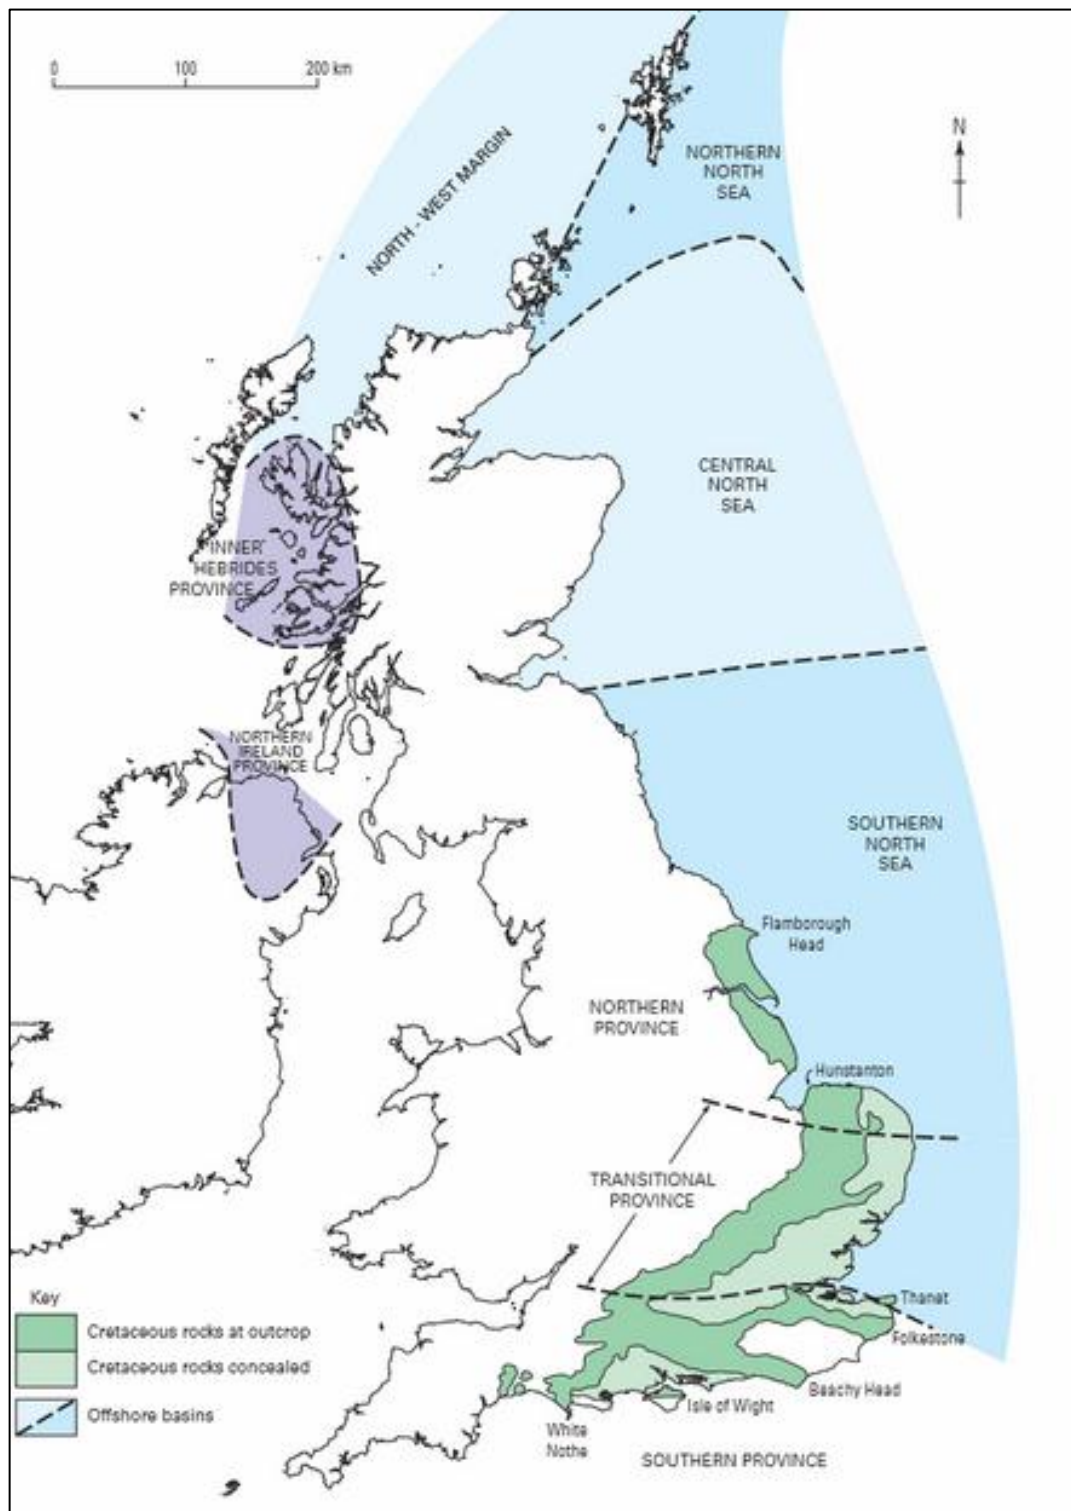 0 100 200 km
N
NORTH - WEST MARGIN
NORTHERN
NORTH
SEA
CENTRAL
NORTH
SEA
'INNER'
HEBRIDES
PROVINCE
NORTHERN
IRELAND
PROVINCE
SOUTHERN
NORTH
SEA
Flamborough
Head
NORTHERN
PROVINCE
Hunstanton
TRANSITIONAL
PROVINCE
Key
Cretaceous rocks at outcrop
Cretaceous rocks concealed
Offshore basins
Thanet
Folkestone
Beachy Head
Isle of Wight
White
Nothe
SOUTHERN PROVINCE